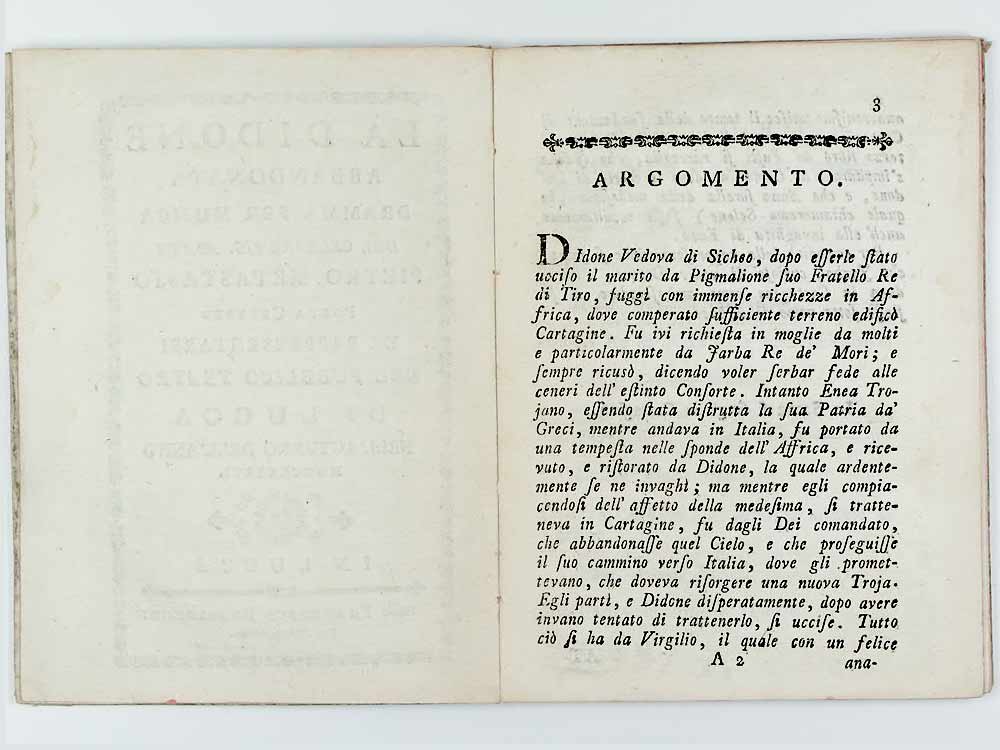 3
ARGOMENTO.
DIdone Vedova di Sicheo, dopo eſſerle ſtato
ucciſo il marito da Pigmalione ſuo Fratello Re
di Tiro, fuggì con immenſe ricchezze in Af-
frica, dove comperato ſufficiente terreno edificò
Cartagine. Fu ivi richieſta in moglie da molti
e particolarmente da Jarba Re de' Mori; e
ſempre ricusò, dicendo voler ſerbar fede alle
ceneri dell' eſtinto Conſorte. Intanto Enea Tro-
jano, eſſendo ſtata diſtrutta la ſua Patria da'
Greci, mentre andava in Italia, fu portato da
una tempeſta nelle ſponde dell' Affrica, e rice-
vuto, e riſtorato da Didone, la quale ardente-
mente ſe ne invaghì; ma mentre egli compia-
cendoſi dell' affetto della medeſima, ſi tratte-
neva in Cartagine, fu dagli Dei comandato,
che abbandonaſſe quel Cielo, e che proſeguiſſe
il ſuo cammino verſo Italia, dove gli promet-
tevano, che doveva riſorgere una nuova Troja.
Egli partì, e Didone diſperatamente, dopo avere
invano tentato di trattenerlo, ſi ucciſe. Tutto
ciò ſi ha da Virgilio, il quale con un felice
A 2 ana-